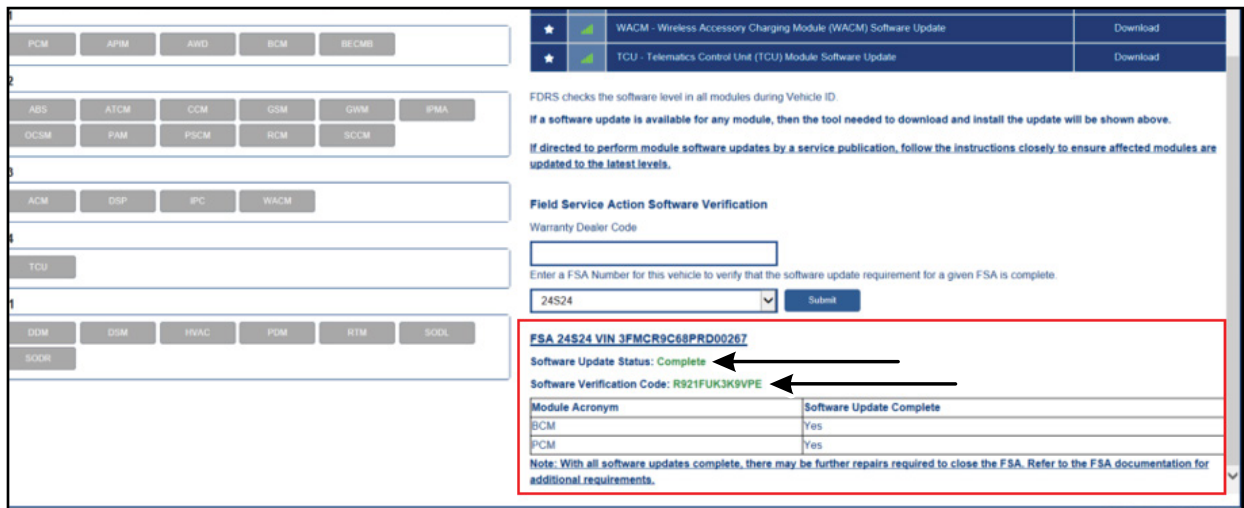 1
PCM APIM AWD BCM BECMB
2
ABS ATCM CCM GSM GWM IPMA
OCSM PAM PSCM RCM SCCM
3
ACM DSP IPC WACM
4
TCU
1
DDM DSM HVAC PDM RTM SODL
SODR
WACM - Wireless Accessory Charging Module (WACM) Software Update Download
TCU - Telematics Control Unit (TCU) Module Software Update Download
FDRS checks the software level in all modules during Vehicle ID.
If a software update is available for any module, then the tool needed to download and install the update will be shown above.
If directed to perform module software updates by a service publication, follow the instructions closely to ensure affected modules are
updated to the latest levels.
Field Service Action Software Verification
Warranty Dealer Code
Enter a FSA Number for this vehicle to verify that the software update requirement for a given FSA is complete.
24S24 Submit
FSA 24S24 VIN 3FMCR9C68PRD00267
Software Update Status: Complete
Software Verification Code: R921FUK3K9VPE
Module Acronym Software Update Complete
BCM Yes
PCM Yes
Note: With all software updates complete, there may be further repairs required to close the FSA. Refer to the FSA documentation for
additional requirements.